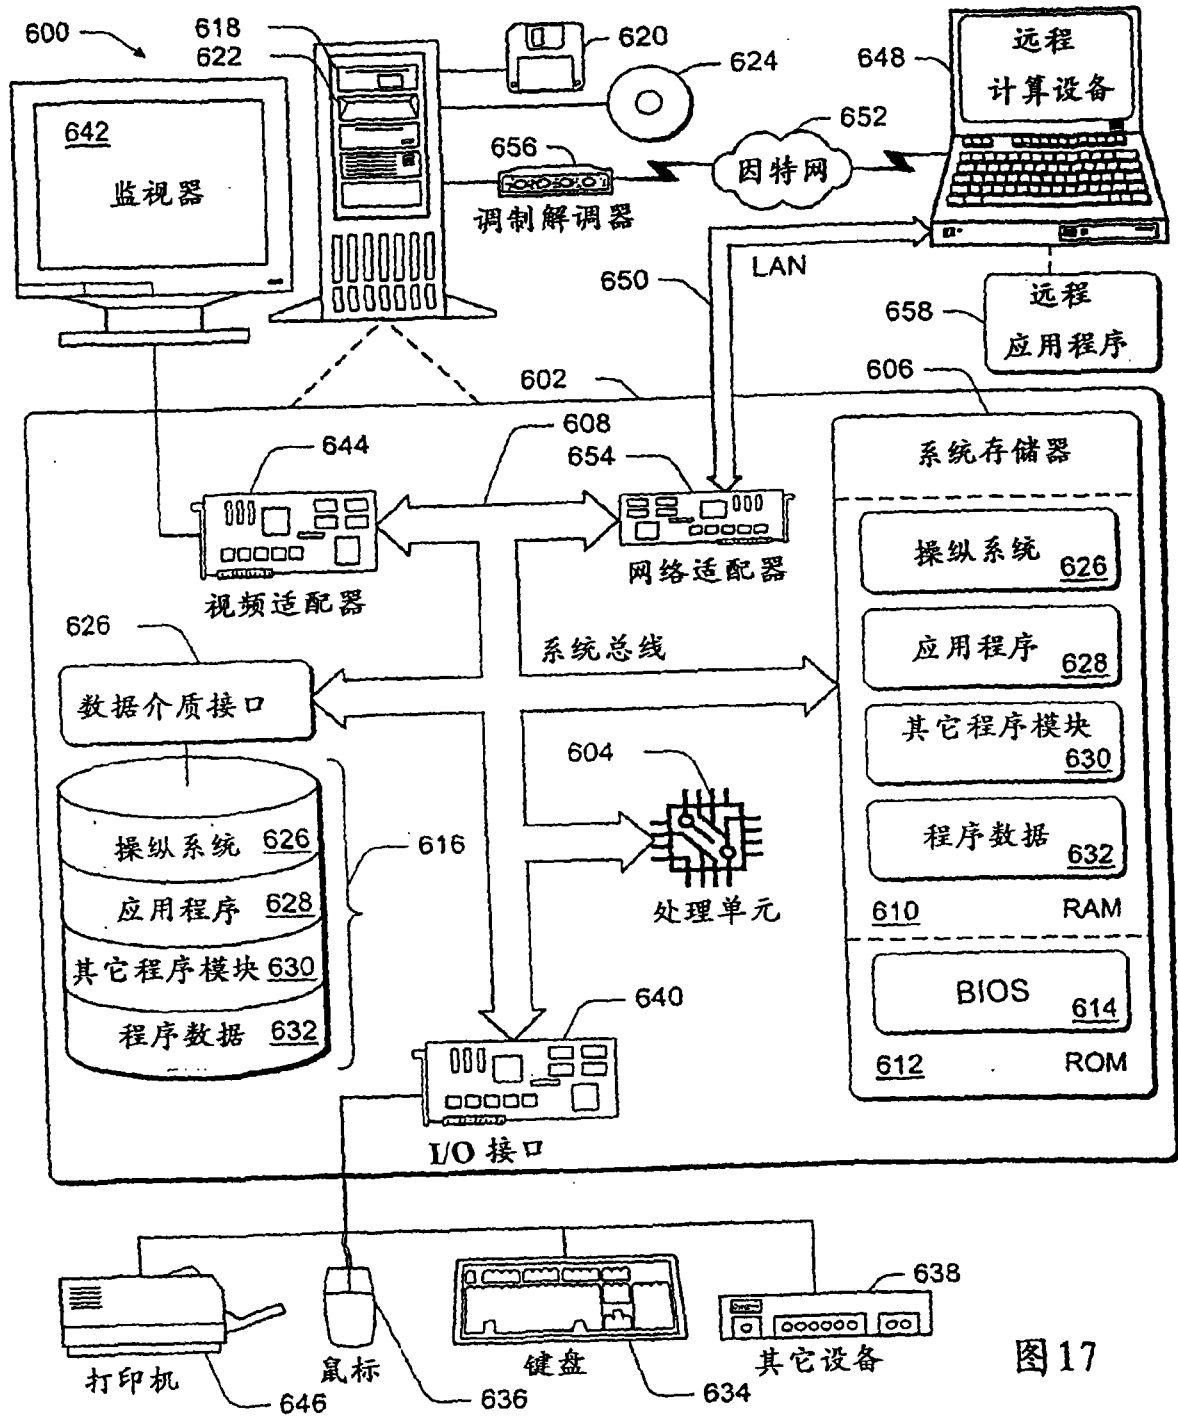 600
618
622
620
624
648
远程
计算设备
642
监视器
656
调制解调器
652
因特网
LAN
650
658
远程
应用程序
602
606
644
608
654
系统存储器
视频适配器
网络适配器
操纵系统 626
626
数据介质接口
系统总线
应用程序 628
其它程序模块
630
604
处理单元
程序数据 632
操纵系统 626
616
应用程序 628
其它程序模块 630
程序数据 632
610 RAM
640
BIOS 614
612 ROM
I/O 接口
638
打印机
646
鼠标
636
键盘
634
其它设备
图17